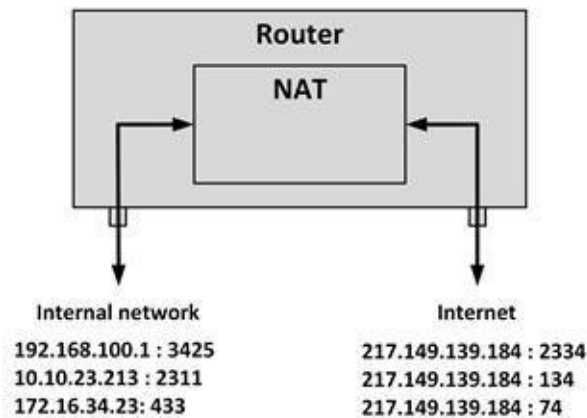 Router
NAT
Internal network
192.168.100.1 : 3425
10.10.23.213 : 2311
172.16.34.23: 433
Internet
217.149.139.184 : 2334
217.149.139.184 : 134
217.149.139.184 : 74